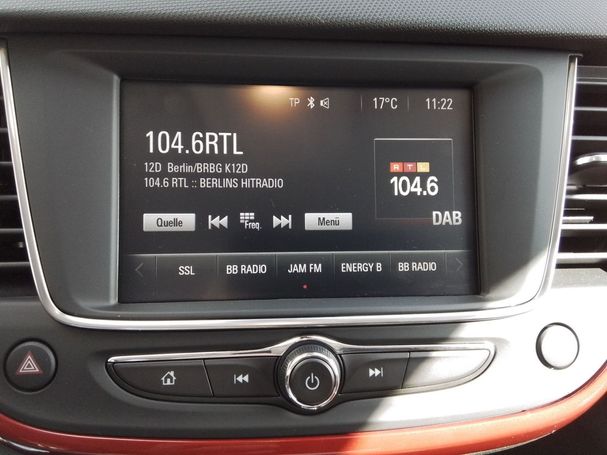 TP 17°C 11:22
104.6RTL
12D Berlin/BRBG K12D
104.6 RTL :: BERLINS HITRADIO
RTL
104.6
DAB
Quelle Freq. Menü
SSL BB RADIO JAM FM ENERGY B BB RADIO